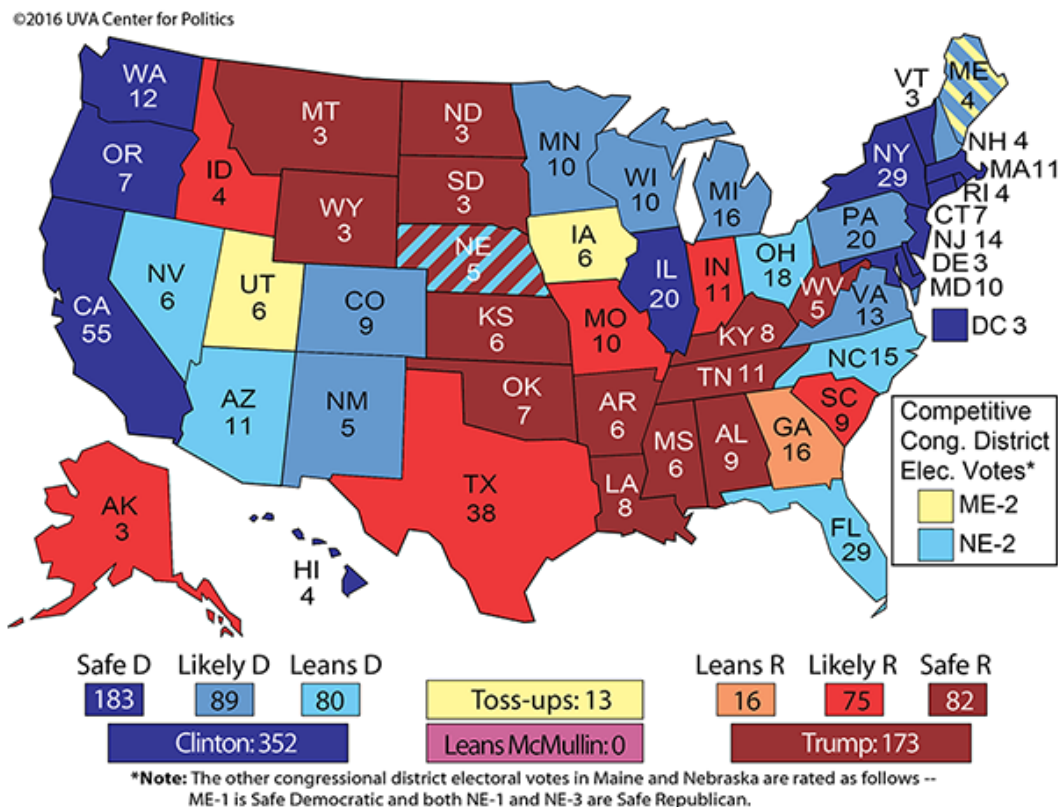 ©2016 UVA Center for Politics
WA
12
OR
7
CA
55
NV
6
ID
4
MT
3
WY
3
UT
6
AZ
11
CO
9
NM
5
ND
3
SD
3
NE
5
KS
6
OK
7
TX
38
MN
10
IA
6
MO
10
AR
6
LA
8
WI
10
IL
20
MI
16
IN
11
OH
18
KY 8
TN 11
MS
6
AL
9
GA
16
FL
29
SC
9
NC 15
VA
13
WV
5
PA
20
NY
29
VT
3
ME
4
NH 4
MA 11
RI 4
CT 7
NJ 14
DE 3
MD 10
DC 3
AK
3
HI
4
Competitive
Cong. District
Elec. Votes*
ME-2
NE-2
Safe D Likely D Leans D
183 89 80
Clinton: 352
Toss-ups: 13
Leans McMullin: 0
Leans R Likely R Safe R
16 75 82
Trump: 173
*Note: The other congressional district electoral votes in Maine and Nebraska are rated as follows --
ME-1 is Safe Democratic and both NE-1 and NE-3 are Safe Republican.